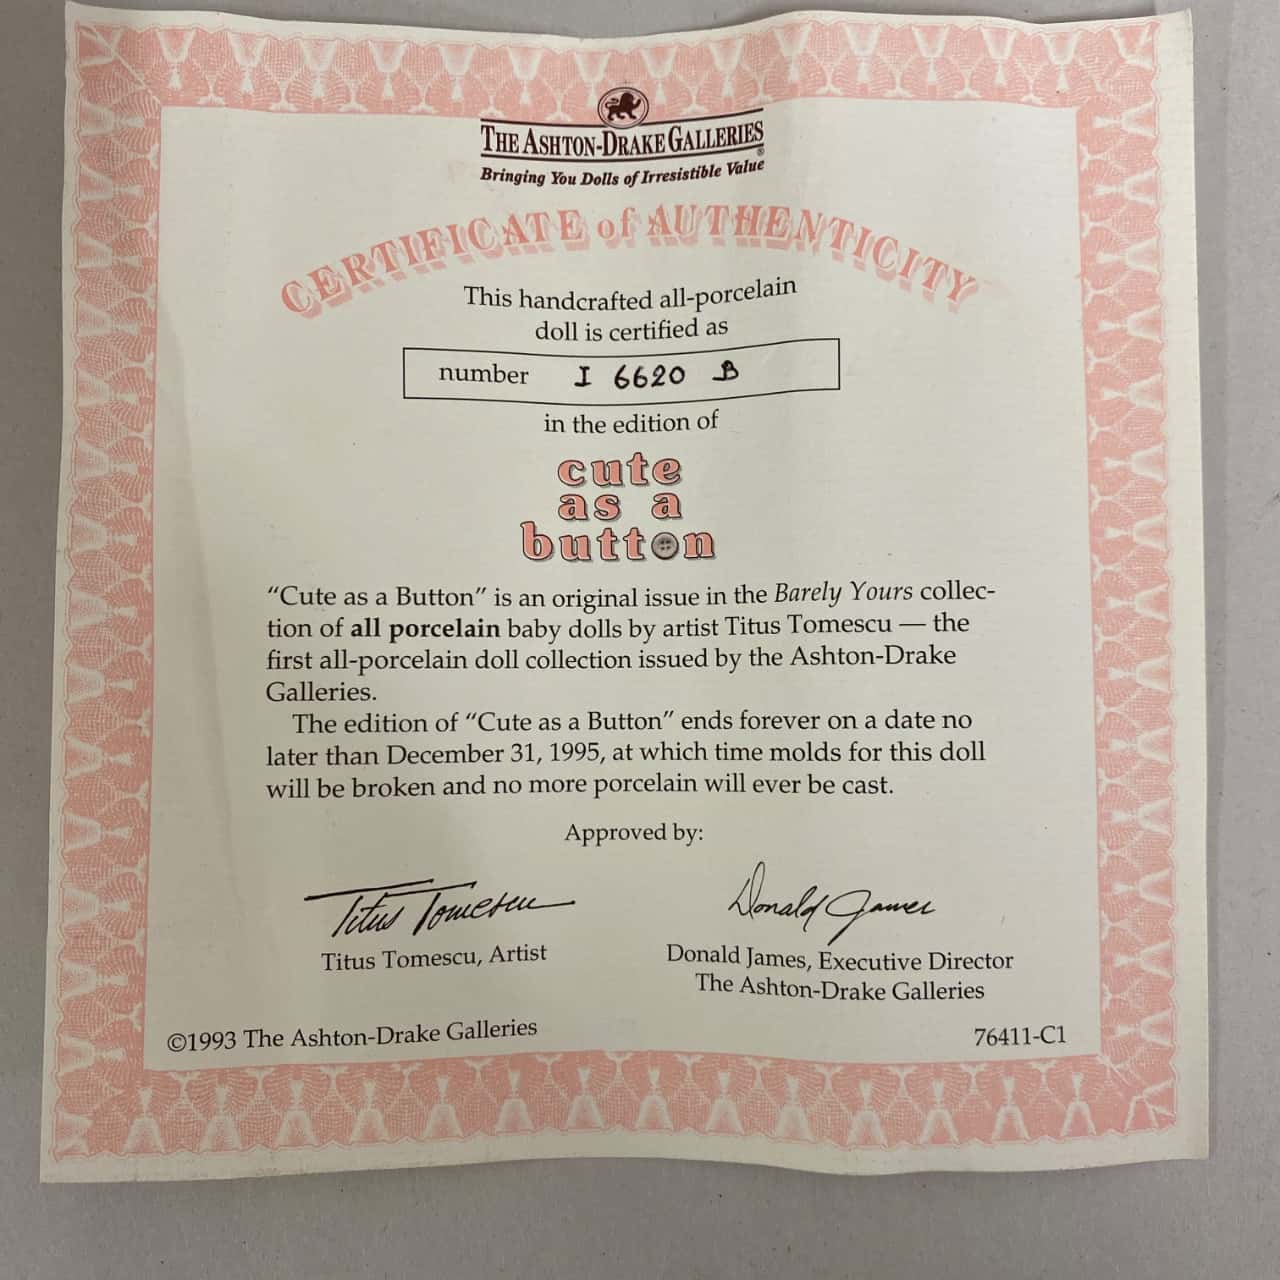 THE ASHTON-DRAKE GALLERIES®
Bringing You Dolls of Irresistible Value
CERTIFICATE of AUTHENTICITY
This handcrafted all-porcelain
doll is certified as
number I 6620 B
in the edition of
cute
as a
button
“Cute as a Button” is an original issue in the Barely Yours collec-
tion of all porcelain baby dolls by artist Titus Tomescu — the
first all-porcelain doll collection issued by the Ashton-Drake
Galleries.
The edition of “Cute as a Button” ends forever on a date no
later than December 31, 1995, at which time molds for this doll
will be broken and no more porcelain will ever be cast.
Approved by:
Titus Tomescu Donald James
Titus Tomescu, Artist Donald James, Executive Director
The Ashton-Drake Galleries
©1993 The Ashton-Drake Galleries 76411-C1